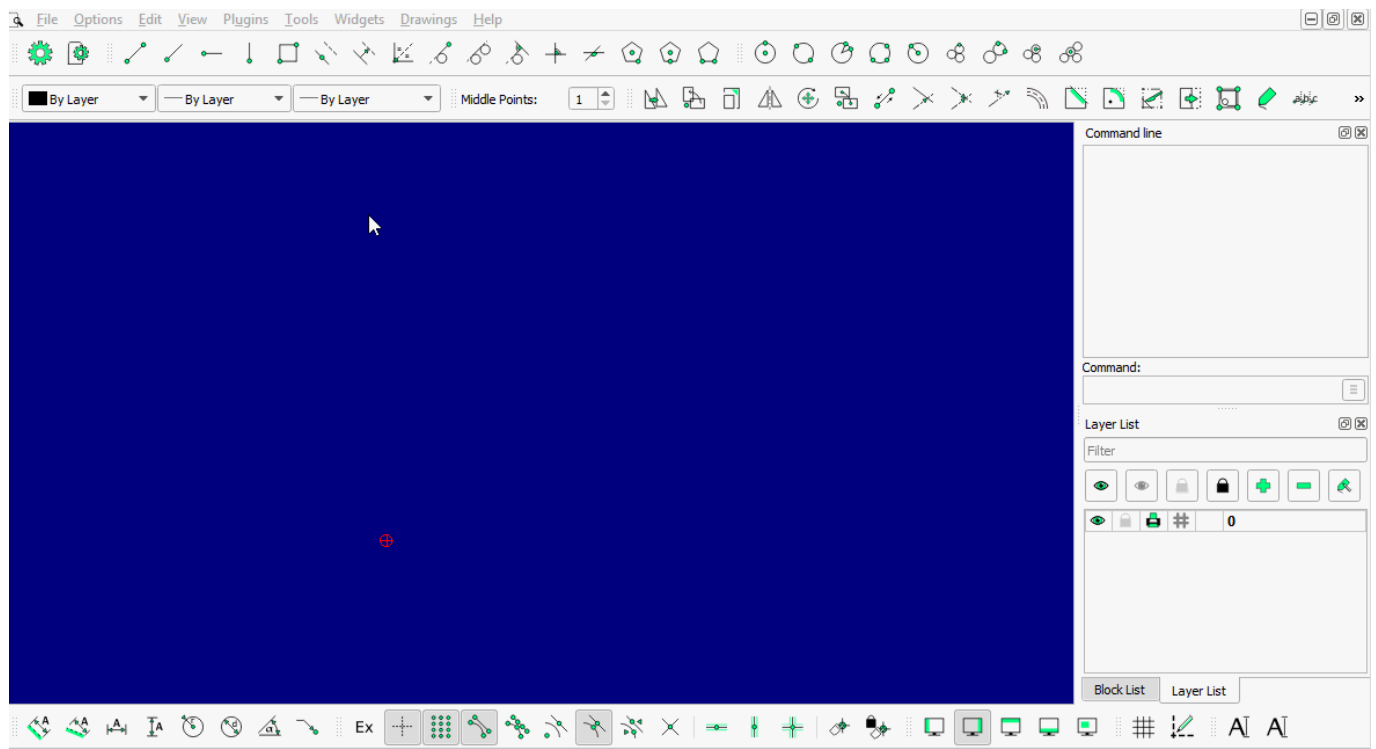 File Options Edit View Plugins Tools Widgets Drawings Help
By Layer By Layer By Layer Middle Points: 1 abc »
Command line
Command:
Layer List
Filter
0
Block List Layer List
A A A A α Ex A A